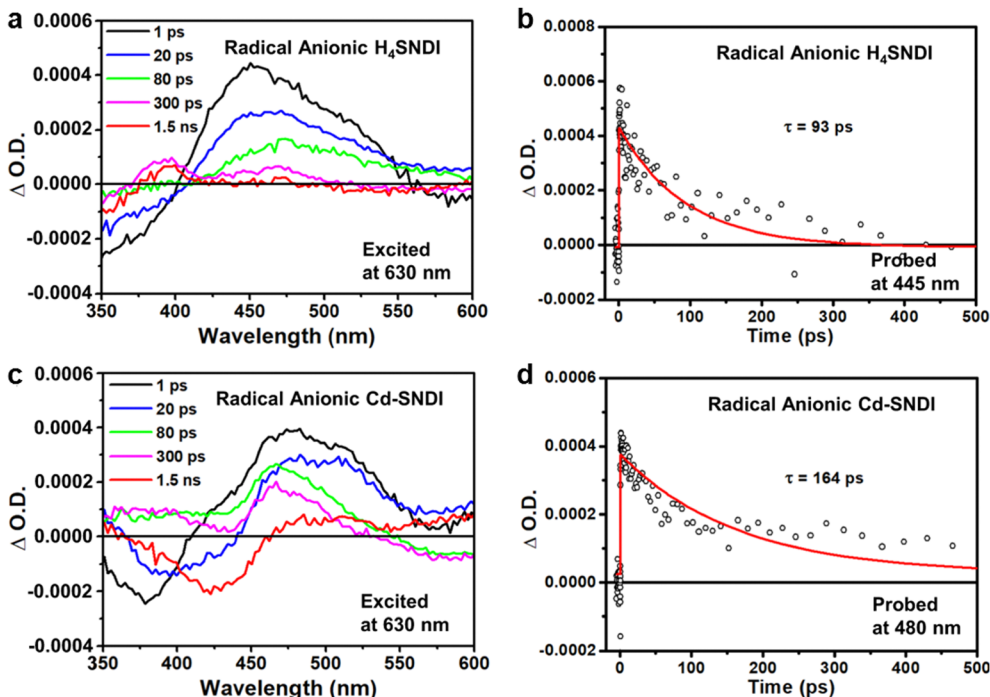 a
0.0006
0.0004
0.0002
0.0000
-0.0002
-0.0004
Δ O.D.
1 ps
20 ps
80 ps
300 ps
1.5 ns
Radical Anionic H₄SNDI
Excited
at 630 nm
350 400 450 500 550 600
Wavelength (nm)
b
0.0008
0.0006
0.0004
0.0002
0.0000
-0.0002
Δ O.D.
Radical Anionic H₄SNDI
τ = 93 ps
Probed
at 445 nm
0 100 200 300 400 500
Time (ps)
c
0.0006
0.0004
0.0002
0.0000
-0.0002
-0.0004
Δ O.D.
1 ps
20 ps
80 ps
300 ps
1.5 ns
Radical Anionic Cd-SNDI
Excited
at 630 nm
350 400 450 500 550 600
Wavelength (nm)
d
0.0006
0.0004
0.0002
0.0000
-0.0002
Δ O.D.
Radical Anionic Cd-SNDI
τ = 164 ps
Probed
at 480 nm
0 100 200 300 400 500
Time (ps)